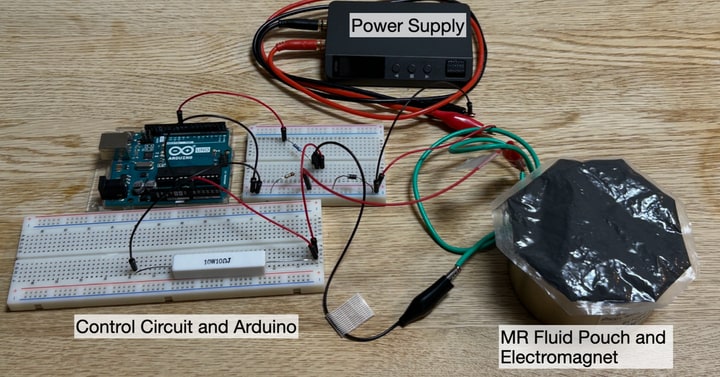 Power Supply
UNO
ARDUINO
10W10ΩJ
Control Circuit and Arduino
MR Fluid Pouch and
Electromagnet